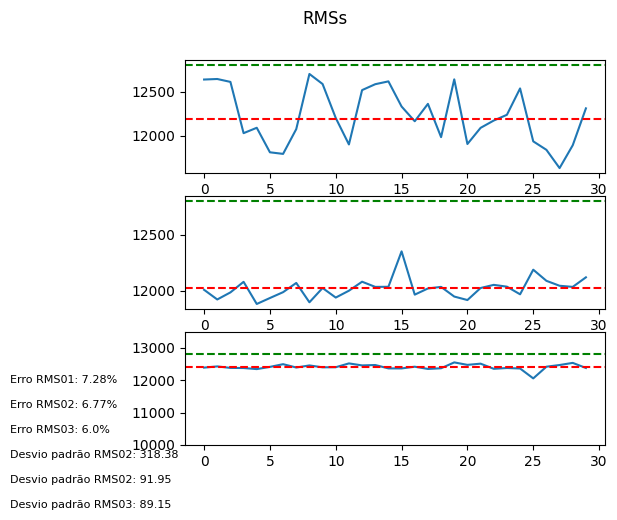 RMSs
12500
12000
0 5 10 15 20 25 30
12500
12000
0 5 10 15 20 25 30
13000
12000
11000
10000
0 5 10 15 20 25 30
Erro RMS01: 7.28%
Erro RMS02: 6.77%
Erro RMS03: 6.0%
Desvio padrão RMS02: 318.38
Desvio padrão RMS02: 91.95
Desvio padrão RMS03: 89.15